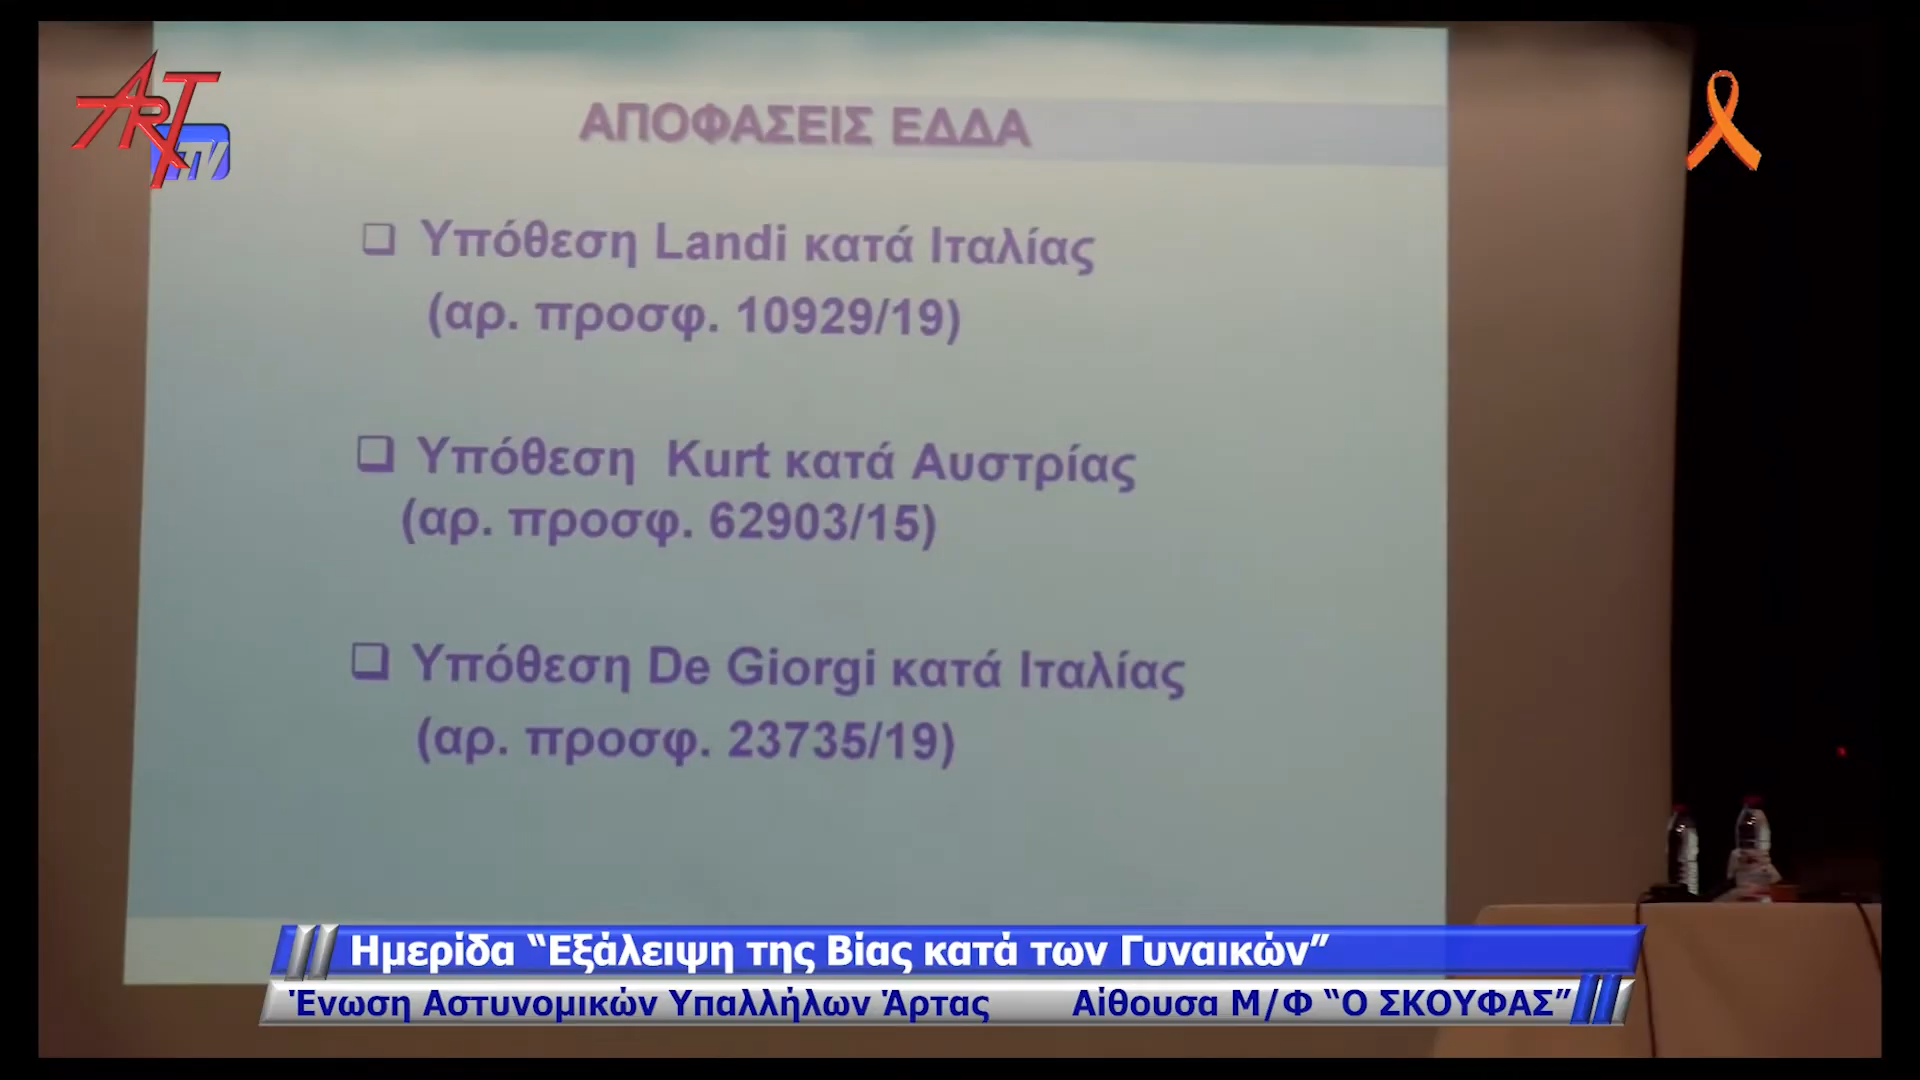 ART TV
ΑΠΟΦΑΣΕΙΣ ΕΔΔΑ
❑ Υπόθεση Landi κατά Ιταλίας
(αρ. προσφ. 10929/19)
❑ Υπόθεση Kurt κατά Αυστρίας
(αρ. προσφ. 62903/15)
❑ Υπόθεση De Giorgi κατά Ιταλίας
(αρ. προσφ. 23735/19)
Ημερίδα “Εξάλειψη της Βίας κατά των Γυναικών”
Ένωση Αστυνομικών Υπαλλήλων Άρτας Αίθουσα Μ/Φ “Ο ΣΚΟΥΦΑΣ”